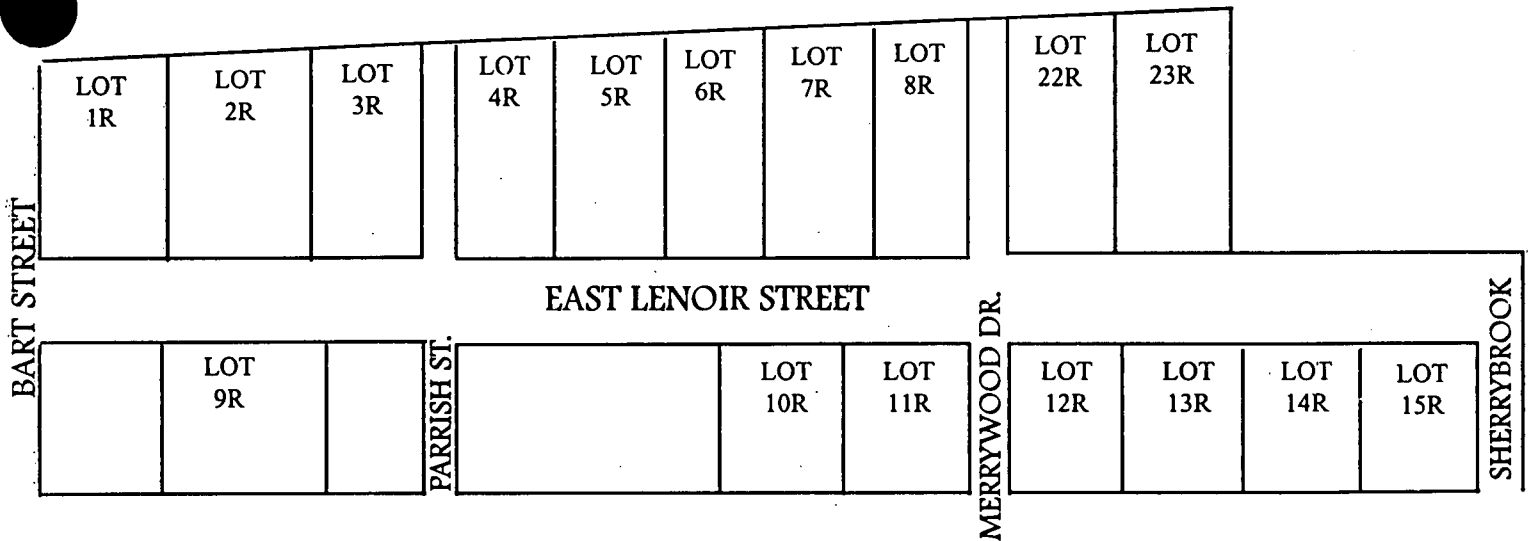 LOT
1R
LOT
2R
LOT
3R
LOT
4R
LOT
5R
LOT
6R
LOT
7R
LOT
8R
LOT
22R
LOT
23R
BART STREET
EAST LENOIR STREET
LOT
9R
PARRISH ST.
LOT
10R
LOT
11R
MERRYWOOD DR.
LOT
12R
LOT
13R
LOT
14R
LOT
15R
SHERRYBROOK